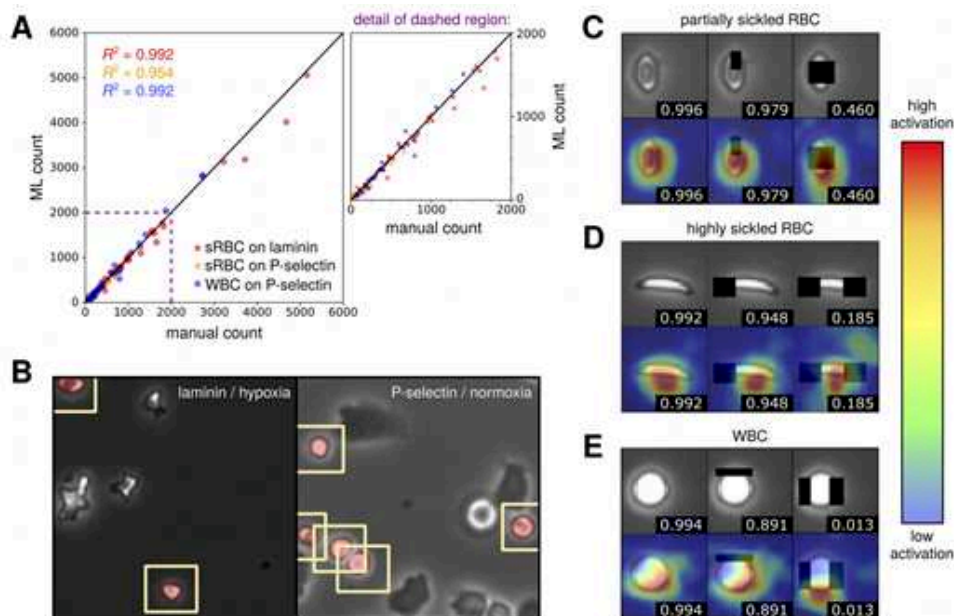 A
detail of dashed region:
R² = 0.992
R² = 0.954
R² = 0.992
6000
5000
4000
3000
2000
1000
0
ML count
0 1000 2000 3000 4000 5000 6000
manual count
sRBC on laminin
sRBC on P-selectin
WBC on P-selectin
2000
1000
0
ML count
0 1000 2000
manual count
B
laminin / hypoxia
P-selectin / normoxia
C
partially sickled RBC
0.996 0.979 0.460
0.996 0.979 0.460
D
highly sickled RBC
0.992 0.948 0.185
0.992 0.948 0.185
E
WBC
0.994 0.891 0.013
0.994 0.891 0.013
high
activation
low
activation